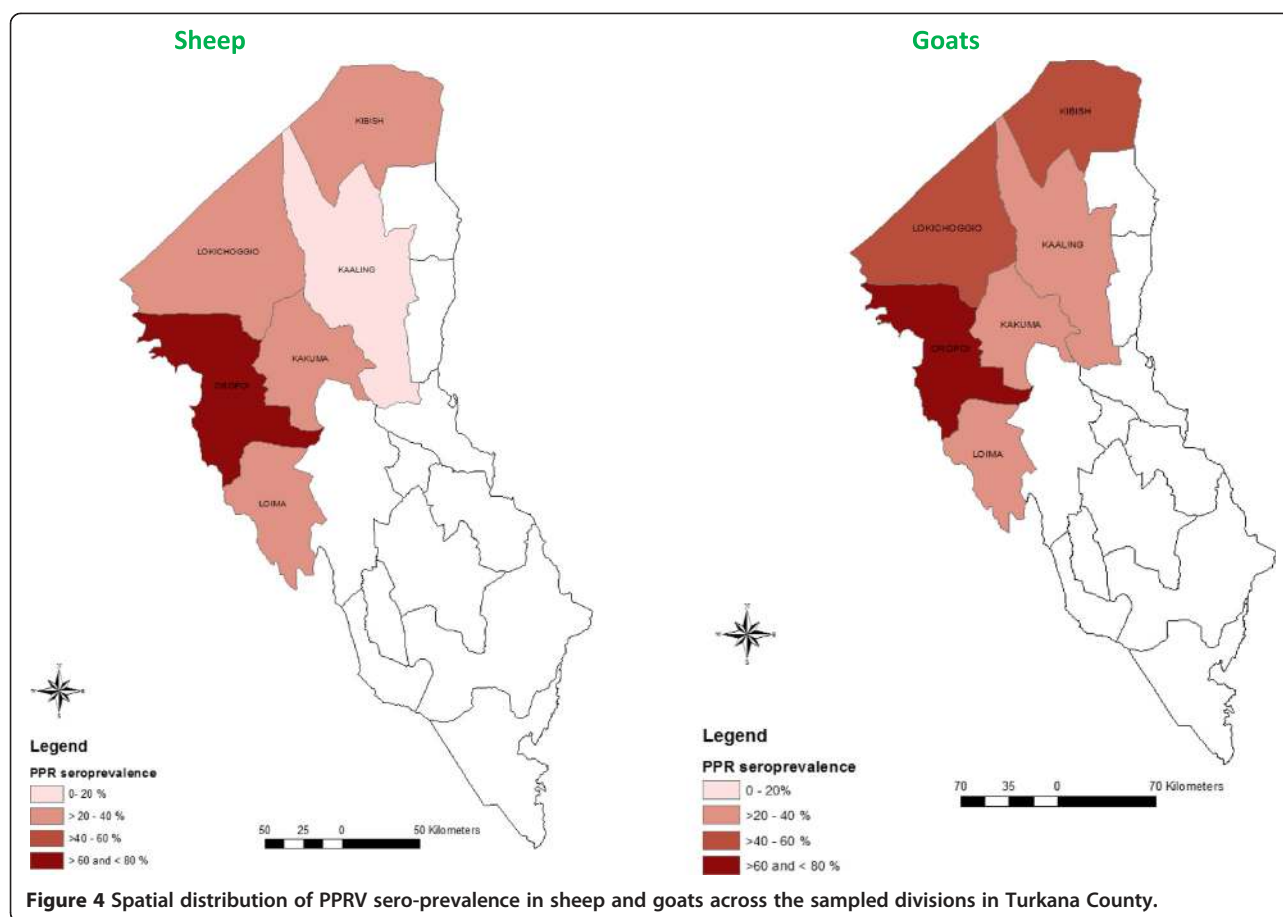 Sheep
KIBISH
LOKICHOGGIO
KAALING
KAKUMA
OROPOI
LOIMA
Legend
PPR seroprevalence
0- 20 %
> 20 - 40 %
>40 - 60 %
> 60 and < 80 %
50 25 0 50 Kilometers
Goats
KIBISH
LOKICHOGGIO
KAALING
KAKUMA
OROPOI
LOIMA
Legend
PPR seroprevalence
0 - 20%
>20 - 40 %
>40 - 60 %
>60 and < 80 %
70 35 0 70 Kilometers
Figure 4 Spatial distribution of PPRV sero-prevalence in sheep and goats across the sampled divisions in Turkana County.